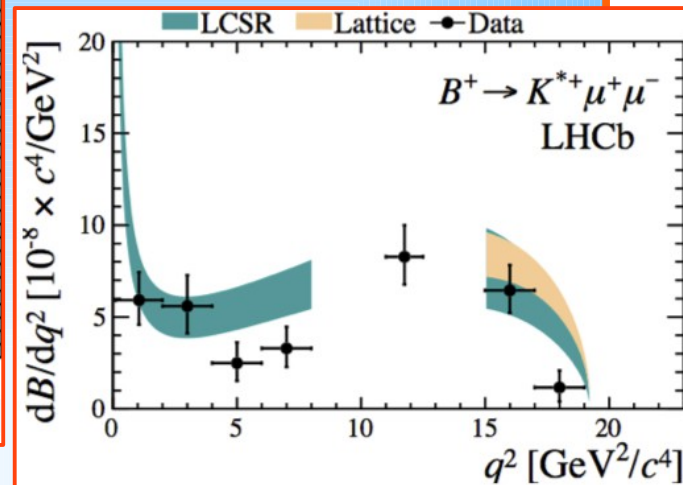 LCSR Lattice Data
B⁺ → K*⁺μ⁺μ⁻
LHCb
dB/dq² [10⁻⁸ × c⁴/GeV²]
20
15
10
5
0
0 5 10 15 20
q² [GeV²/c⁴]